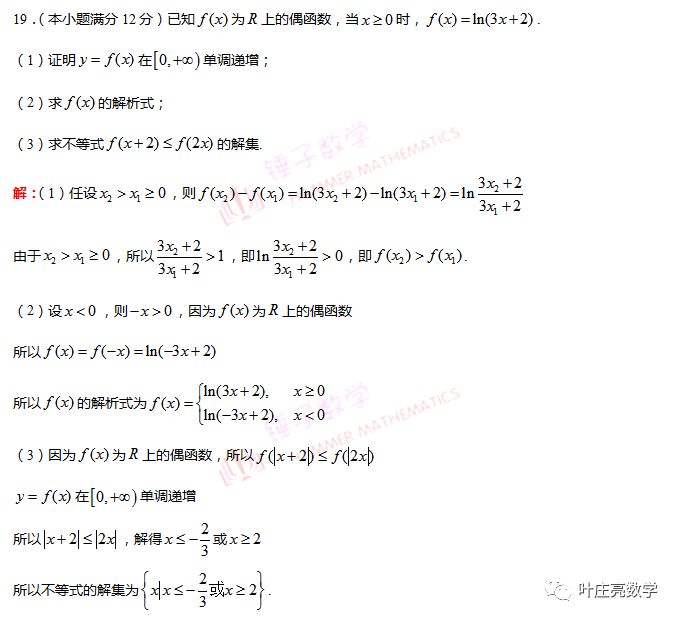 19．（本小题满分 12 分）已知 f(x) 为 R 上的偶函数，当 x ≥ 0 时， f(x) = ln(3x+2) .
（1）证明 y = f(x) 在 [0,+∞) 单调递增；
（2）求 f(x) 的解析式；
（3）求不等式 f(x+2) ≤ f(2x) 的解集.
解：（1）任设 x₂ > x₁ ≥ 0 ，则 f(x₂) − f(x₁) = ln(3x₂+2) − ln(3x₁+2) = ln (3x₂+2)/(3x₁+2)
由于 x₂ > x₁ ≥ 0 ，所以 (3x₂+2)/(3x₁+2) > 1 ，即 ln (3x₂+2)/(3x₁+2) > 0 ，即 f(x₂) > f(x₁) .
（2）设 x < 0 ，则 −x > 0 ，因为 f(x) 为 R 上的偶函数
所以 f(x) = f(−x) = ln(−3x+2)
所以 f(x) 的解析式为 f(x) = { ln(3x+2), x ≥ 0
ln(−3x+2), x < 0
（3）因为 f(x) 为 R 上的偶函数，所以 f(|x+2|) ≤ f(|2x|)
y = f(x) 在 [0,+∞) 单调递增
所以 |x+2| ≤ |2x| ，解得 x ≤ −2/3 或 x ≥ 2
所以不等式的解集为 {x|x ≤ −2/3 或x ≥ 2} .
锤子数学
HAMMER MATHEMATICS
锤子数学
HAMMER MATHEMATICS
叶庄亮数学